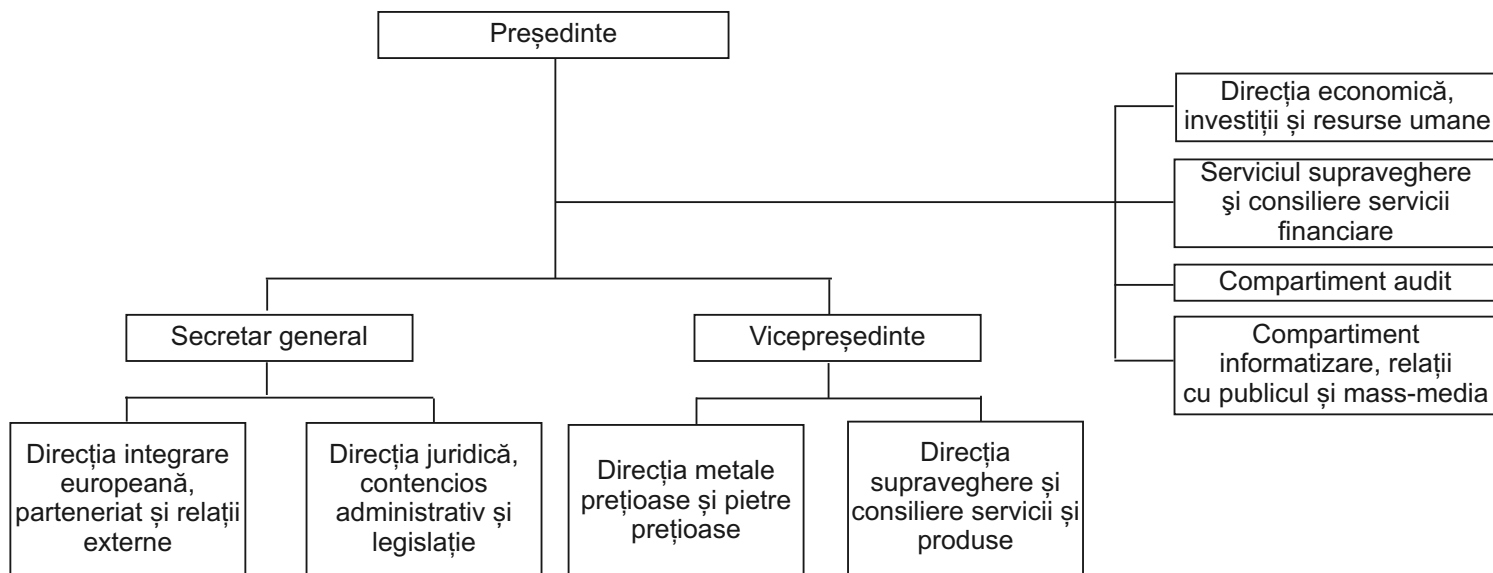 Președinte
Direcția economică,
investiții și resurse umane
Serviciul supraveghere
şi consiliere servicii
financiare
Compartiment audit
Compartiment
informatizare, relații
cu publicul și mass-media
Secretar general
Vicepreședinte
Direcția integrare
europeană,
parteneriat și relații
externe
Direcția juridică,
contencios
administrativ și
legislație
Direcția metale
prețioase și pietre
prețioase
Direcția
supraveghere și
consiliere servicii și
produse